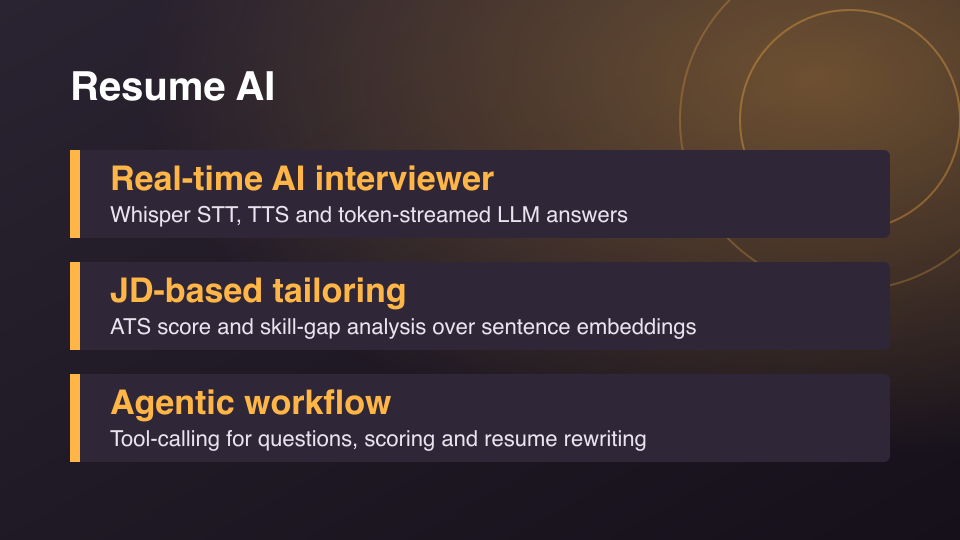 Resume AI
Real-time AI interviewer
Whisper STT, TTS and token-streamed LLM answers
JD-based tailoring
ATS score and skill-gap analysis over sentence embeddings
Agentic workflow
Tool-calling for questions, scoring and resume rewriting